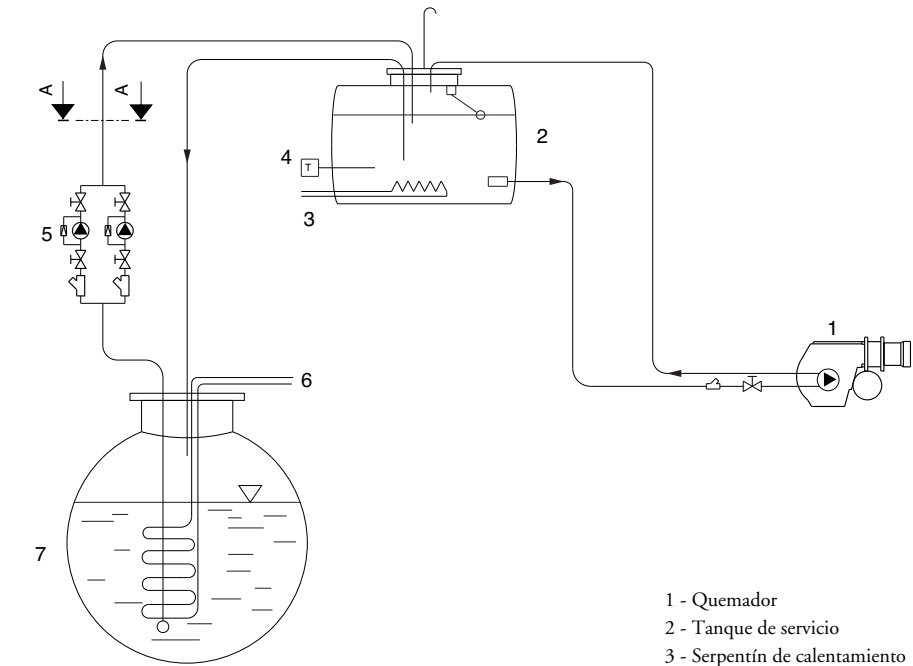 A A
2
4 T
3
5
1
6
7
1 - Quemador
2 - Tanque de servicio
3 - Serpentín de calentamiento